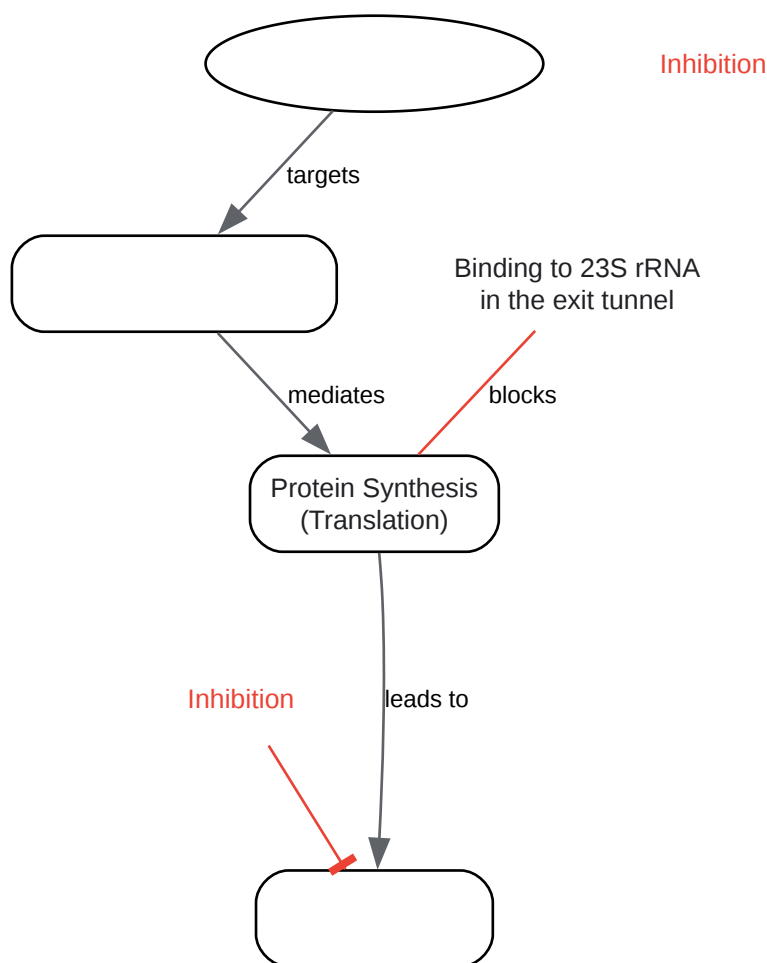 Inhibition
targets
Binding to 23S rRNA
in the exit tunnel
mediates
blocks
Protein Synthesis
(Translation)
Inhibition
leads to